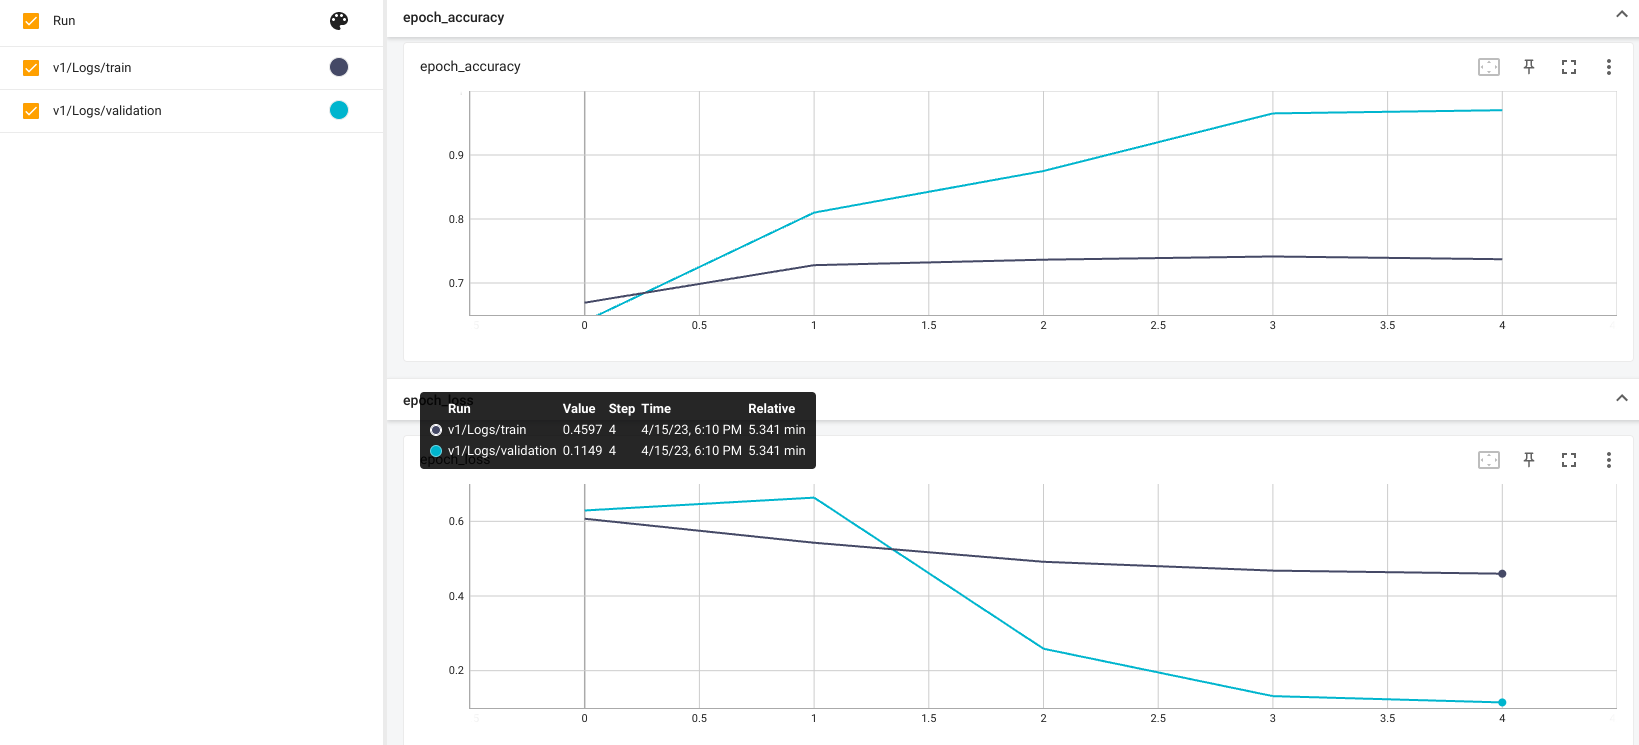 Run
v1/Logs/train
v1/Logs/validation
epoch_accuracy
epoch_accuracy
0.9
0.8
0.7
0 0.5 1 1.5 2 2.5 3 3.5 4
epoch_loss
Run Value Step Time Relative
v1/Logs/train 0.4597 4 4/15/23, 6:10 PM 5.341 min
v1/Logs/validation 0.1149 4 4/15/23, 6:10 PM 5.341 min
epoch_loss
0.6
0.4
0.2
0 0.5 1 1.5 2 2.5 3 3.5 4